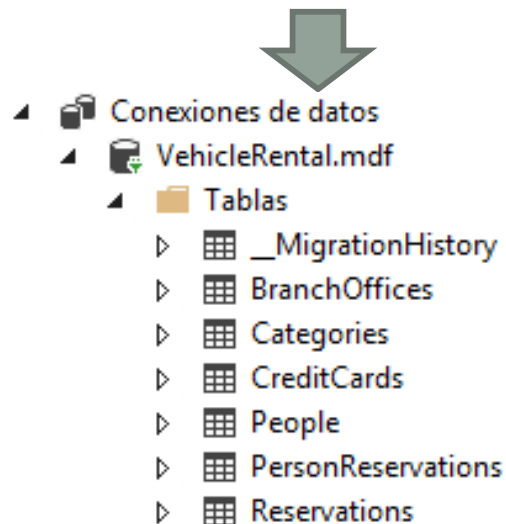 Conexiones de datos
VehicleRental.mdf
Tablas
__MigrationHistory
BranchOffices
Categories
CreditCards
People
PersonReservations
Reservations